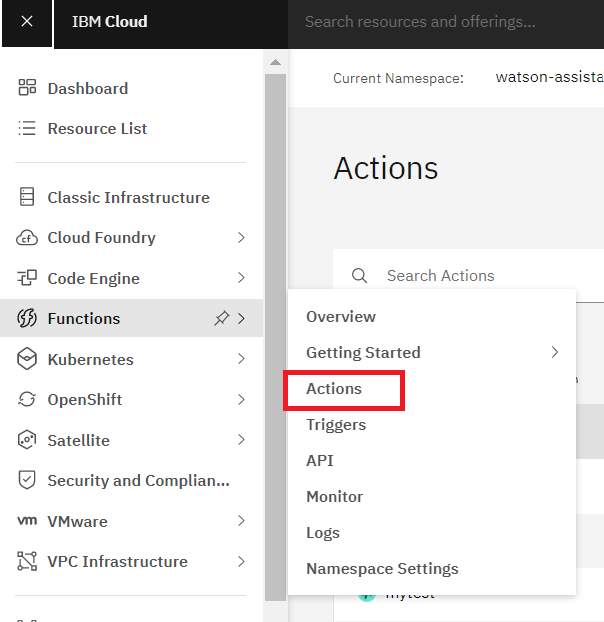 IBM Cloud
Search resources and offerings...
Dashboard
Resource List
Classic Infrastructure
cf
Cloud Foundry
Code Engine
Functions
Kubernetes
OpenShift
Satellite
Security and Complian...
vm
VMware
VPC Infrastructure
Current Namespace: watson-assista
Actions
Search Actions
Overview
Getting Started
Actions
Triggers
API
Monitor
Logs
Namespace Settings
mytest